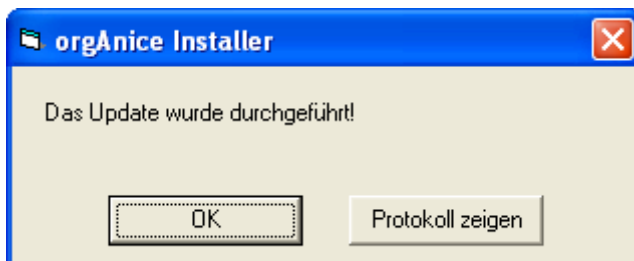 orgAnice Installer
Das Update wurde durchgeführt!
OK
Protokoll zeigen